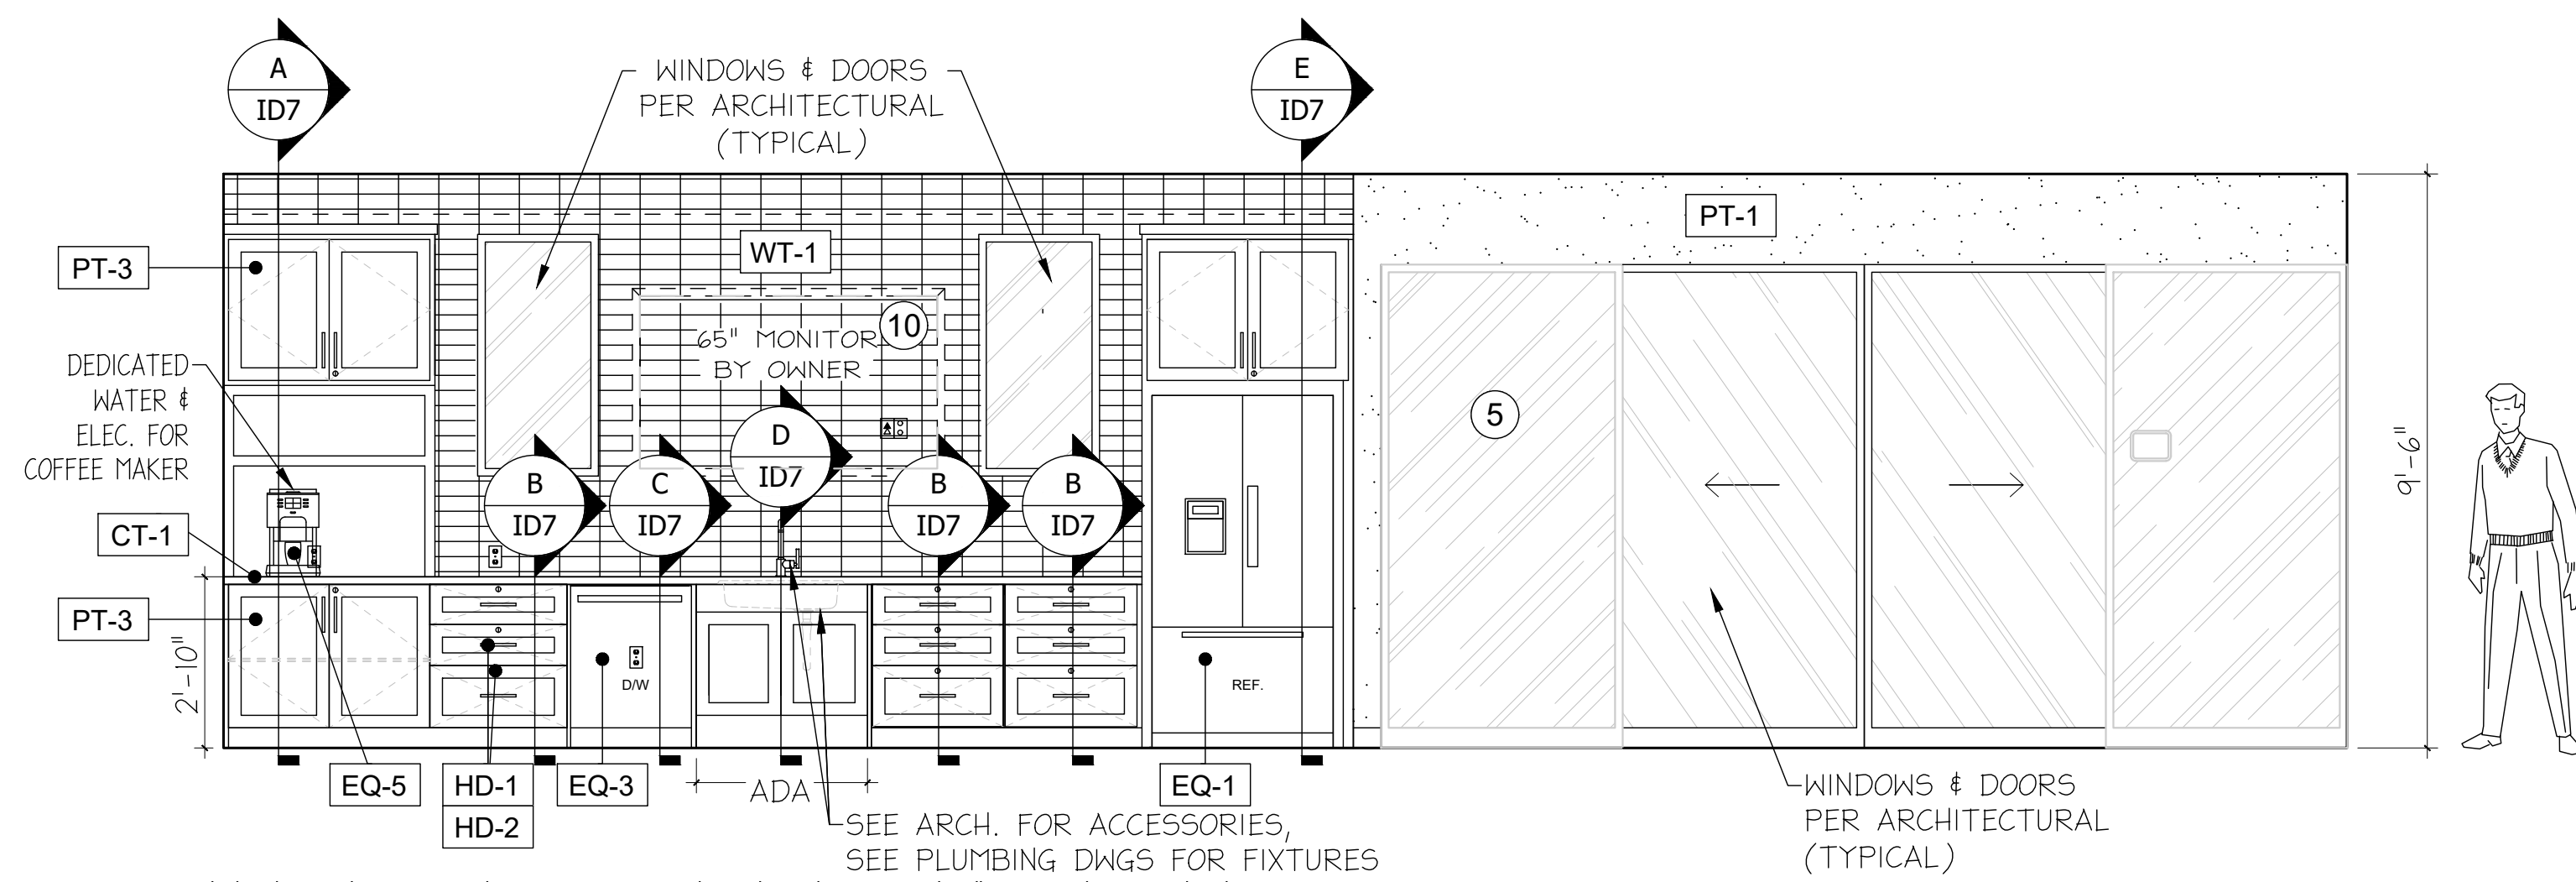 A
ID7
WINDOWS & DOORS
PER ARCHITECTURAL
(TYPICAL)
E
ID7
PT-1
PT-3
WT-1
10
65" MONITOR
BY OWNER
DEDICATED
WATER &
ELEC. FOR
COFFEE MAKER
5
D
ID7
B
ID7
C
ID7
B
ID7
B
ID7
9'-6"
CT-1
PT-3
2'-10"
D/W
REF.
EQ-5
HD-1
HD-2
EQ-3
ADA
EQ-1
SEE ARCH. FOR ACCESSORIES,
SEE PLUMBING DWGS FOR FIXTURES
WINDOWS & DOORS
PER ARCHITECTURAL
(TYPICAL)